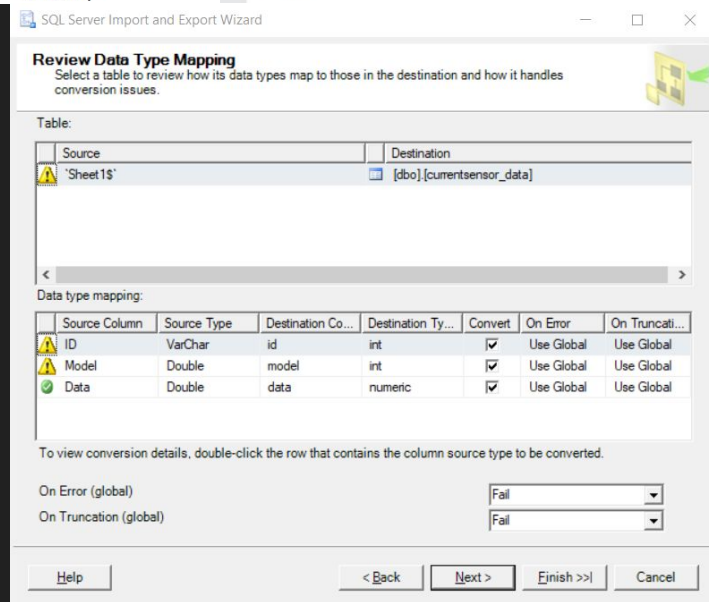 SQL Server Import and Export Wizard
Review Data Type Mapping
Select a table to review how its data types map to those in the destination and how it handles
conversion issues.
Table:
Source Destination
`Sheet1$` [dbo].[currentsensor_data]
Data type mapping:
Source Column Source Type Destination Co... Destination Ty... Convert On Error On Truncati...
ID VarChar id int Use Global Use Global
Model Double model int Use Global Use Global
Data Double data numeric Use Global Use Global
To view conversion details, double-click the row that contains the column source type to be converted.
On Error (global) Fail
On Truncation (global) Fail
Help < Back Next > Finish >>| Cancel